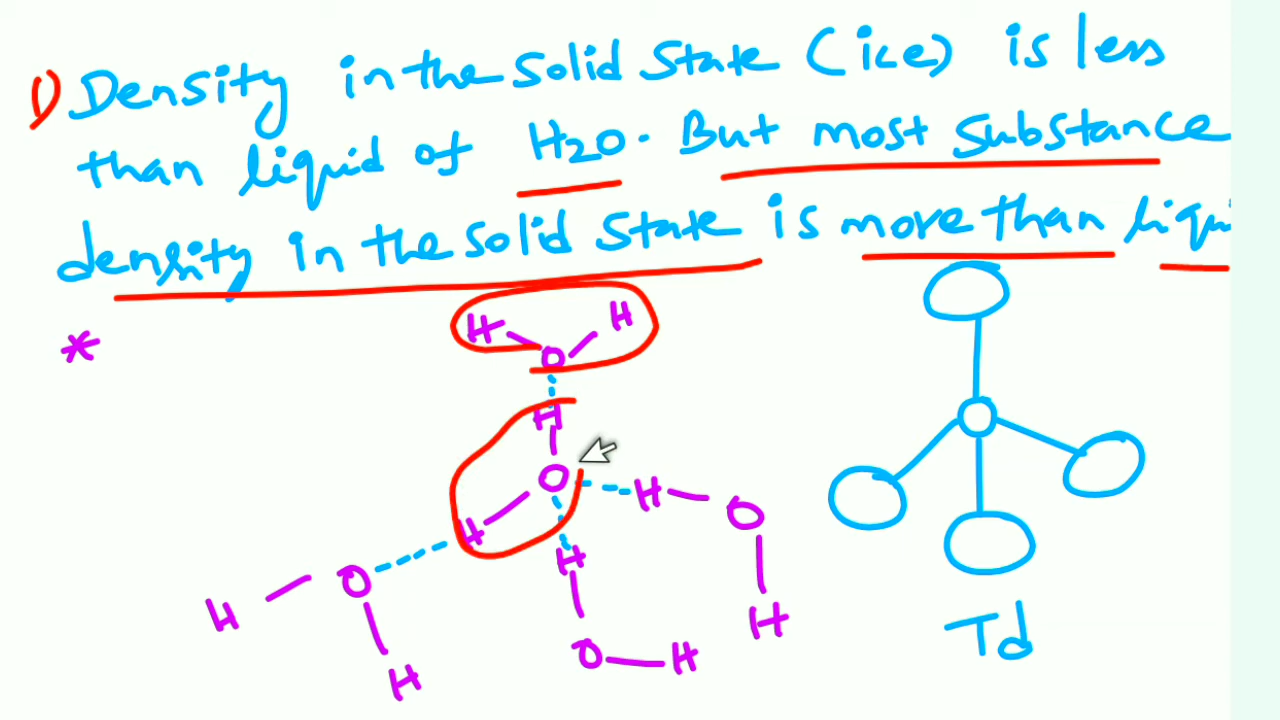 1) Density in the solid state (ice) is less
than liquid of H2O. But most substance
density in the solid state is more than liqui
*
H H
O
H
O H O
H
O H H
H
O H
H
Td